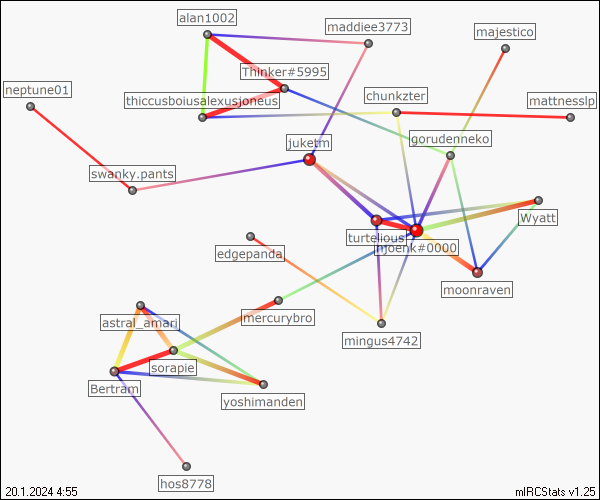 alan1002
maddiee3773
majestico
Thinker#5995
neptune01
chunkzter
thiccusboiusalexusjoneus
mattnesslp
juketm
gorudenneko
swanky.pants
Wyatt
turtelious
njoenk#0000
edgepanda
moonraven
mercurybro
astral_amari
mingus4742
sorapie
Bertram
yoshimanden
hos8778
20.1.2024 4:55
mIRCStats v1.25